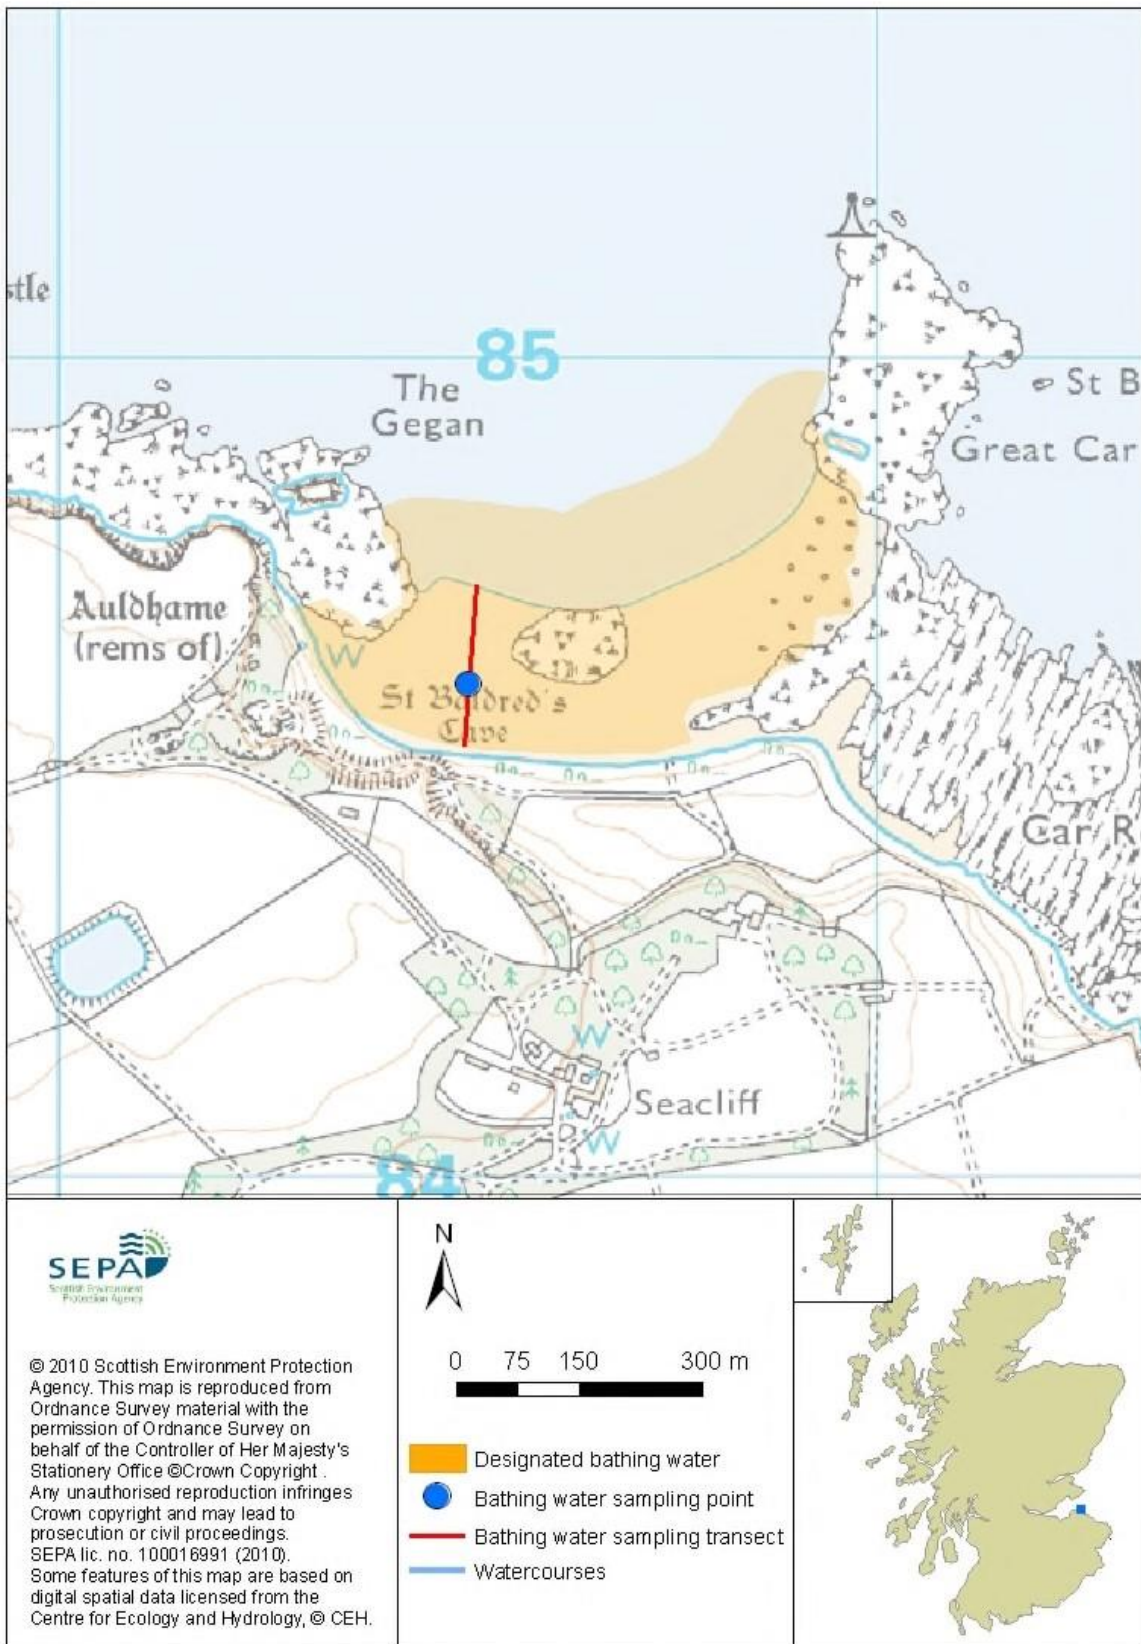 stle
85
The
Gegan
St B
Great Car
Auldhame
(rems of)
W
St Baldred's
Cave
Car R
W
Seacliff
W
84
SEPA
Scottish Environment
Protection Agency
© 2010 Scottish Environment Protection
Agency. This map is reproduced from
Ordnance Survey material with the
permission of Ordnance Survey on
behalf of the Controller of Her Majesty's
Stationery Office ©Crown Copyright .
Any unauthorised reproduction infringes
Crown copyright and may lead to
prosecution or civil proceedings.
SEPA lic. no. 100016991 (2010).
Some features of this map are based on
digital spatial data licensed from the
Centre for Ecology and Hydrology, © CEH.
N
0 75 150 300 m
Designated bathing water
Bathing water sampling point
Bathing water sampling transect
Watercourses